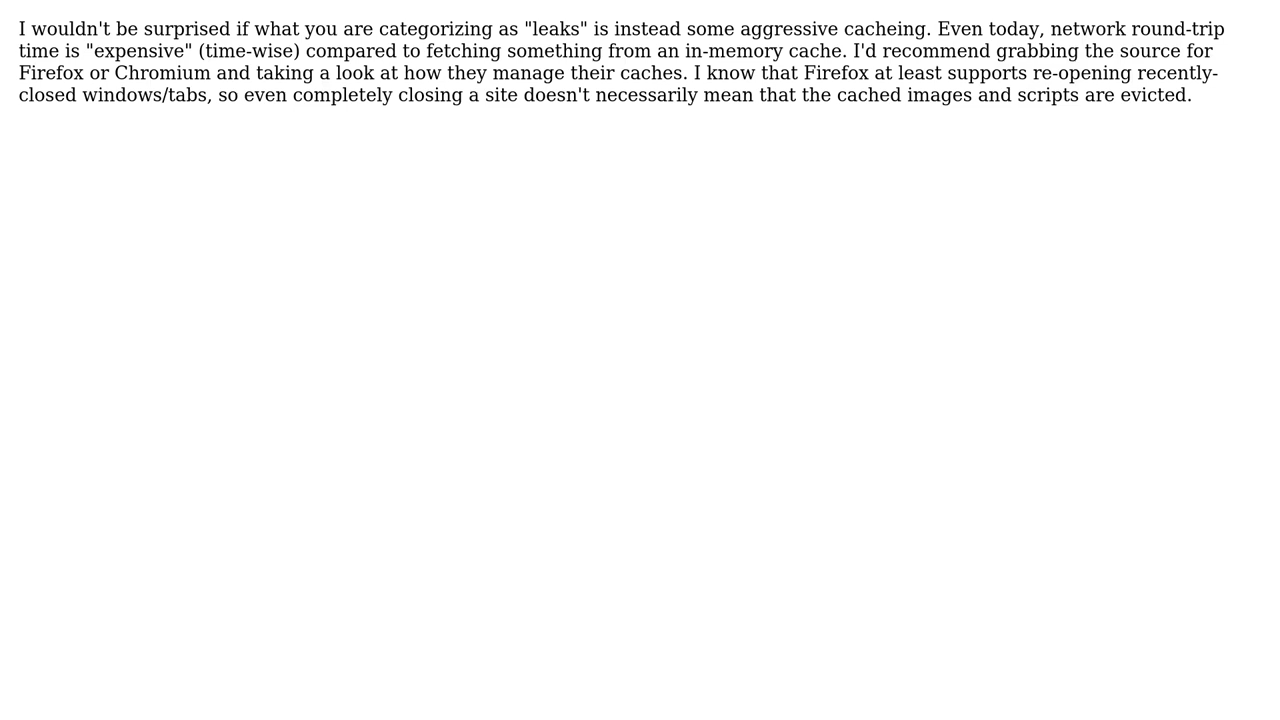 I wouldn't be surprised if what you are categorizing as "leaks" is instead some aggressive cacheing. Even today, network round-trip
time is "expensive" (time-wise) compared to fetching something from an in-memory cache. I'd recommend grabbing the source for
Firefox or Chromium and taking a look at how they manage their caches. I know that Firefox at least supports re-opening recently-
closed windows/tabs, so even completely closing a site doesn't necessarily mean that the cached images and scripts are evicted.